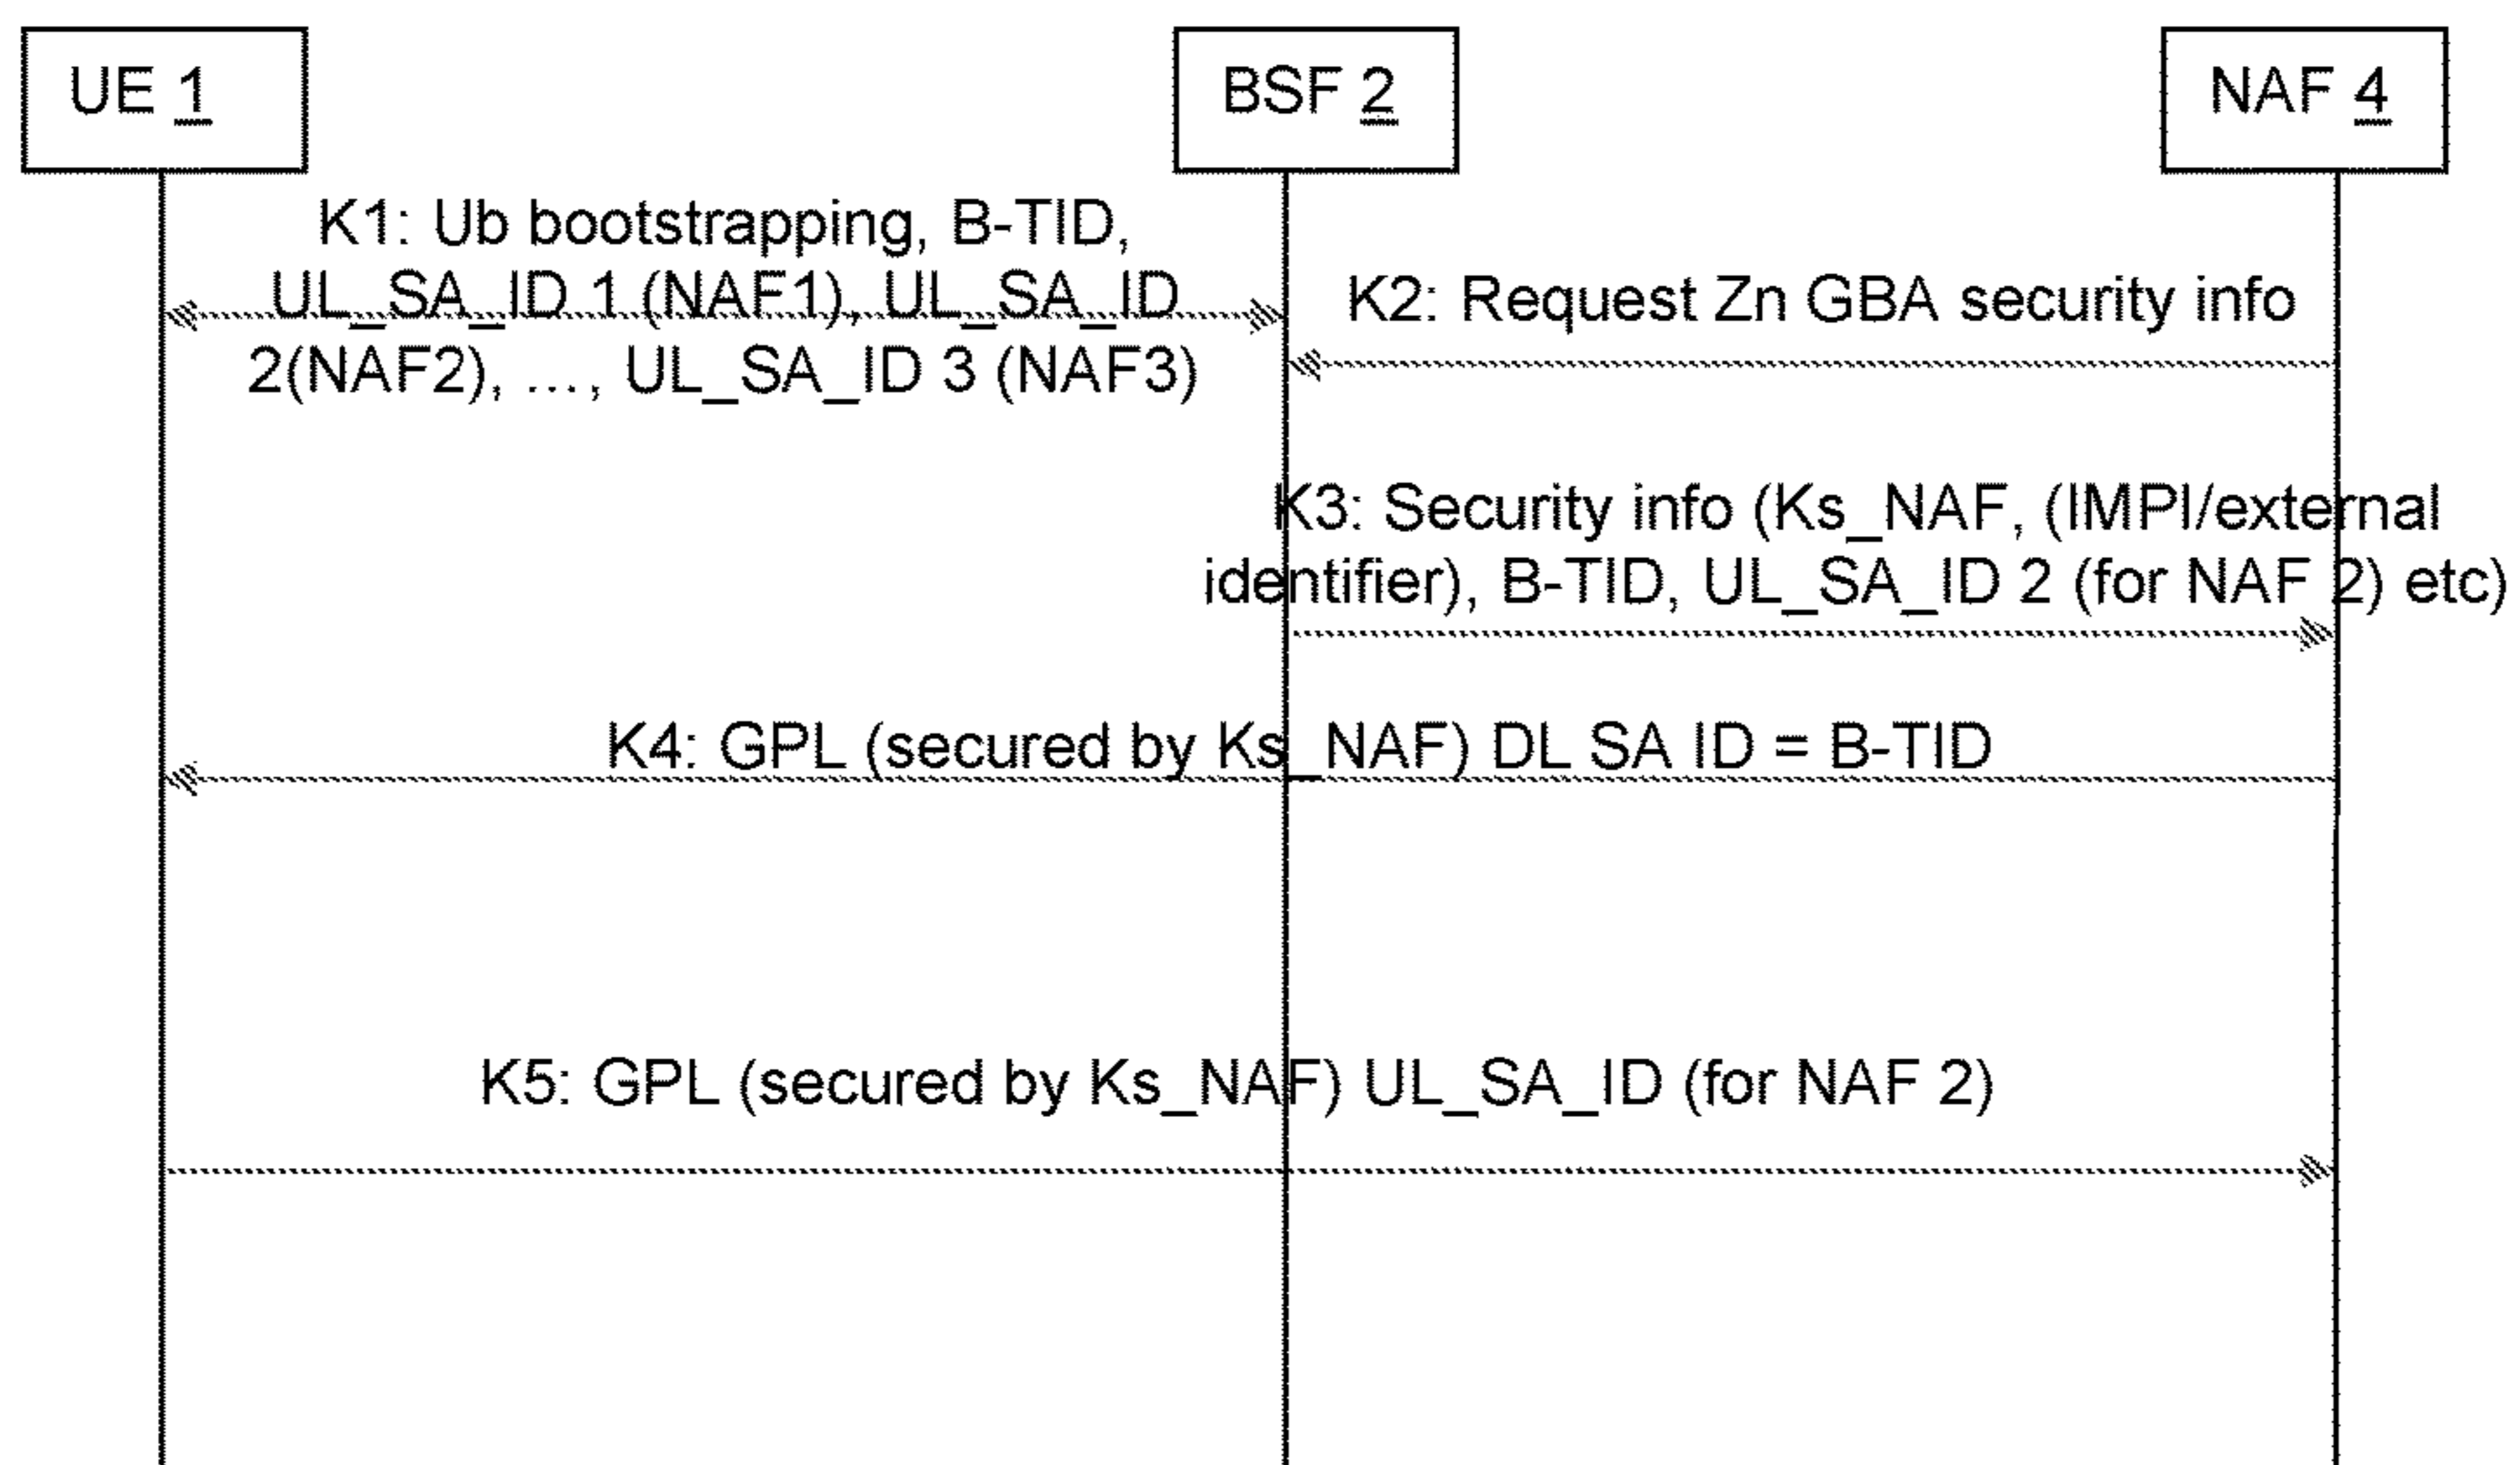 UE 1
BSF 2
NAF 4
K1: Ub bootstrapping, B-TID,
UL_SA_ID 1 (NAF1), UL_SA_ID
2(NAF2), ..., UL_SA_ID 3 (NAF3)
K2: Request Zn GBA security info
K3: Security info (Ks_NAF, (IMPI/external
identifier), B-TID, UL_SA_ID 2 (for NAF 2) etc)
K4: GPL (secured by Ks_NAF) DL SA ID = B-TID
K5: GPL (secured by Ks_NAF) UL_SA_ID (for NAF 2)